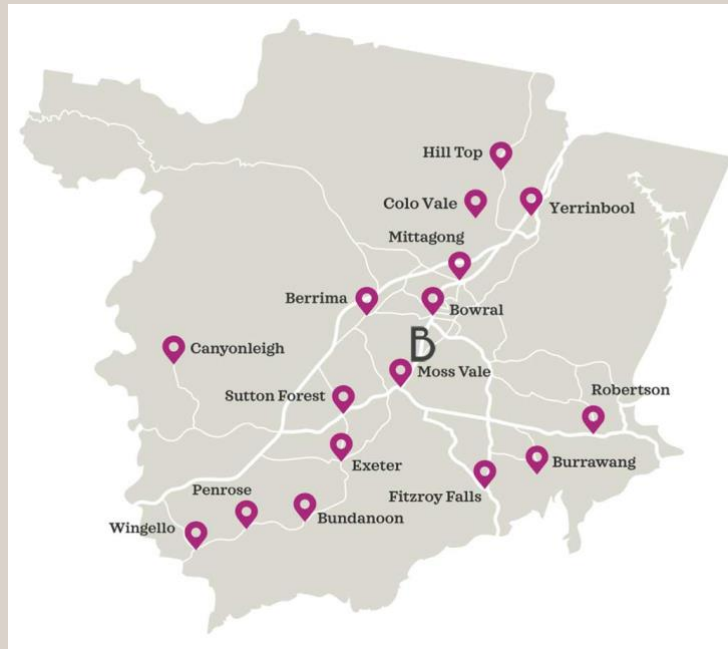 Hill Top
Colo Vale
Yerrinbool
Mittagong
Berrima
Bowral
B
Canyonleigh
Moss Vale
Sutton Forest
Robertson
Exeter
Burrawang
Penrose
Fitzroy Falls
Bundanoon
Wingello